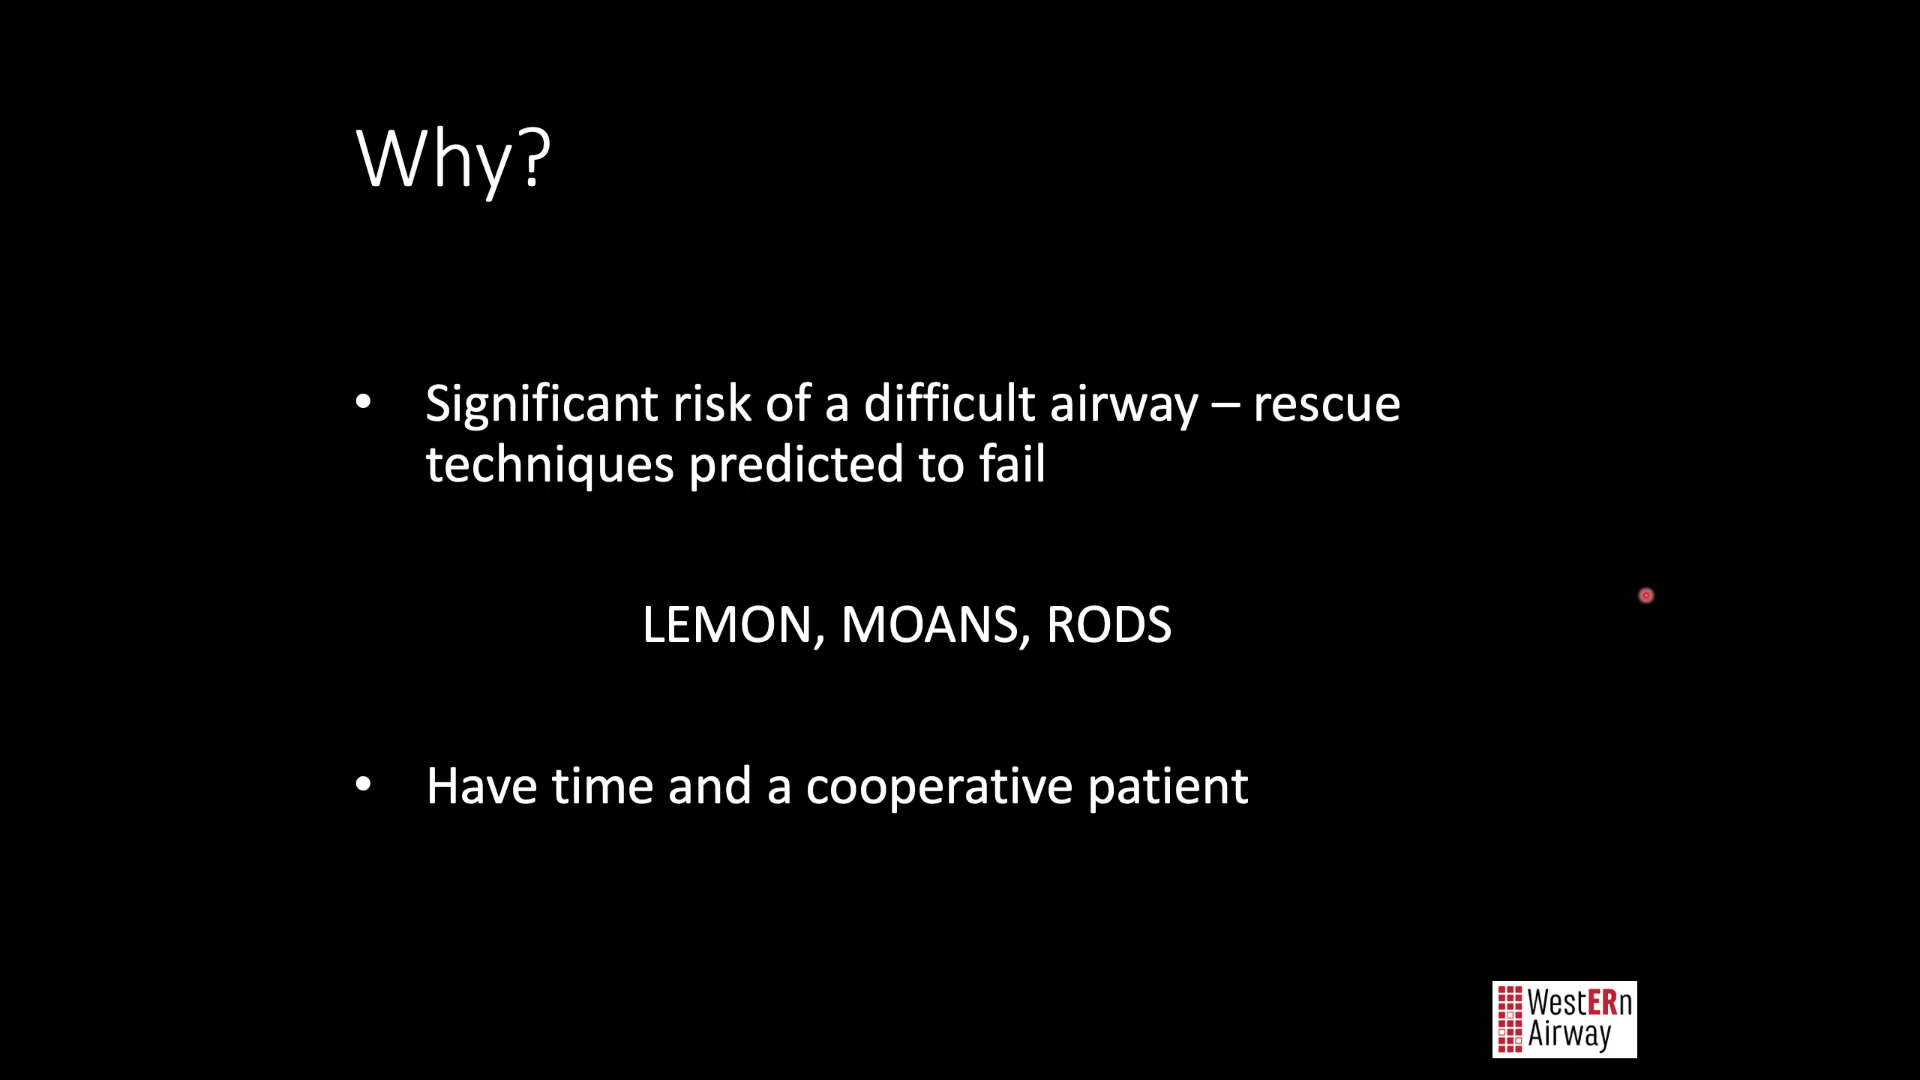 Why?
• Significant risk of a difficult airway – rescue
techniques predicted to fail
LEMON, MOANS, RODS
• Have time and a cooperative patient
WestERn
Airway